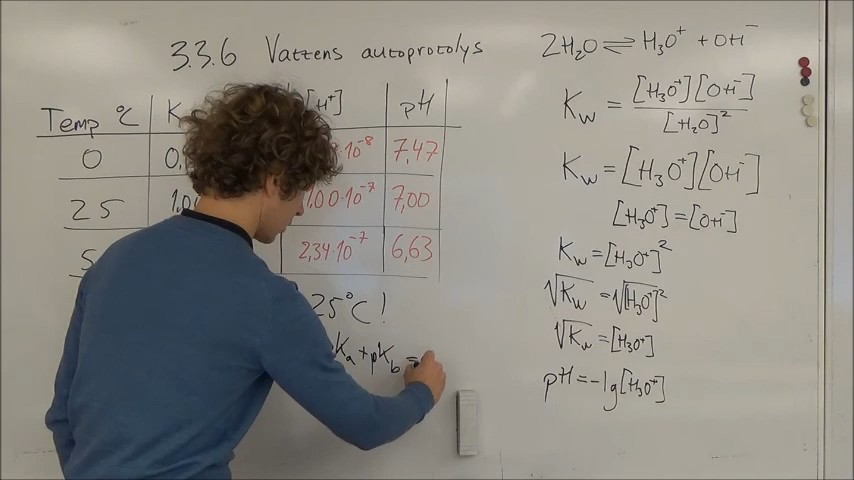 3.3.6 Vattens autoprotolys
Temp °C K [H⁺] pH
0 0, ·10⁻⁸ 7,47
25 1,0 1,00·10⁻⁷ 7,00
5 2,34·10⁻⁷ 6,63
25°C!
Ka + pKb =
2H₂O ⇌ H₃O⁺ + OH⁻
Kw = [H₃O⁺][OH⁻] / [H₂O]²
Kw = [H₃O⁺][OH⁻]
[H₃O⁺] = [OH⁻]
Kw = [H₃O⁺]²
√Kw = √[H₃O⁺]²
√Kw = [H₃O⁺]
pH = -lg[H₃O⁺]